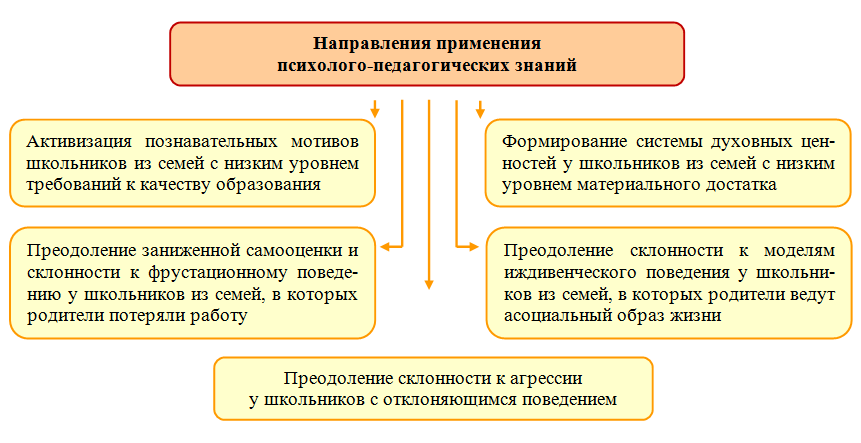 Направления применения
психолого-педагогических знаний
Активизация познавательных мотивов
школьников из семей с низким уровнем
требований к качеству образования
Формирование системы духовных цен-
ностей у школьников из семей с низким
уровнем материального достатка
Преодоление заниженной самооценки и
склонности к фрустационному поведе-
нию у школьников из семей, в которых
родители потеряли работу
Преодоление склонности к моделям
иждивенческого поведения у школьни-
ков из семей, в которых родители ведут
асоциальный образ жизни
Преодоление склонности к агрессии
у школьников с отклоняющимся поведением